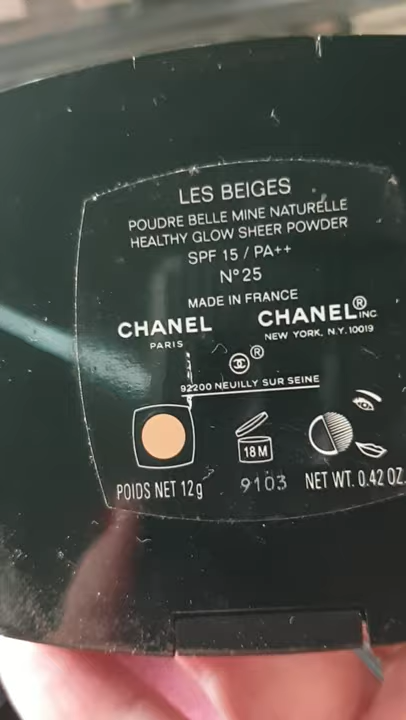 LES BEIGES
POUDRE BELLE MINE NATURELLE
HEALTHY GLOW SHEER POWDER
SPF 15 / PA++
N°25
MADE IN FRANCE
CHANEL CHANEL® INC
PARIS NEW YORK, N.Y. 10019
®
92200 NEUILLY SUR SEINE
18 M
POIDS NET 12g 9103 NET WT. 0.42 OZ.